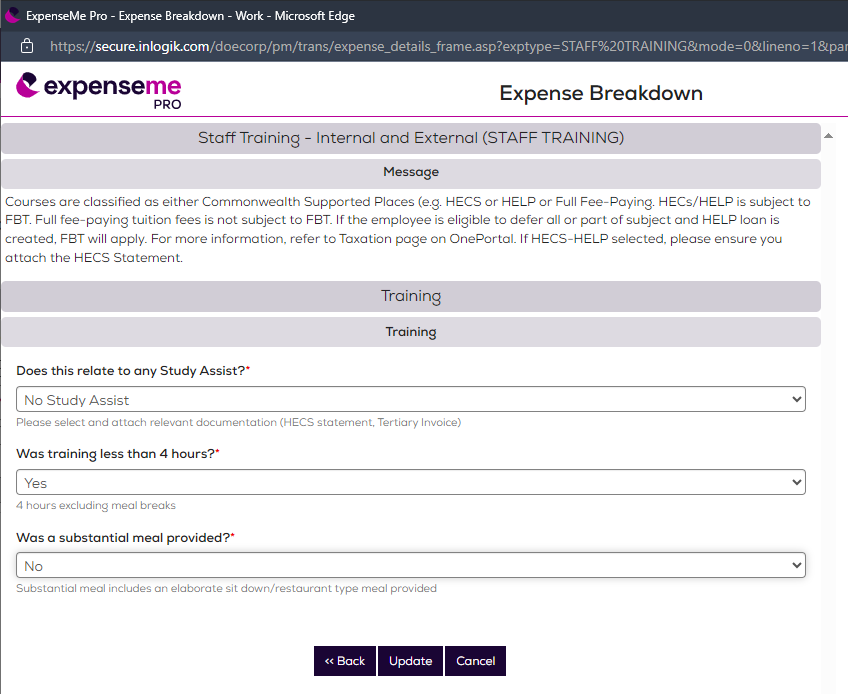 ExpenseMe Pro - Expense Breakdown - Work - Microsoft Edge
https://secure.inlogik.com/doecorp/pm/trans/expense_details_frame.asp?exptype=STAFF%20TRAINING&mode=0&lineno=1&par
expenseme
PRO
Expense Breakdown
Staff Training - Internal and External (STAFF TRAINING)
Message
Courses are classified as either Commonwealth Supported Places (e.g. HECS or HELP or Full Fee-Paying. HECs/HELP is subject to
FBT. Full fee-paying tuition fees is not subject to FBT. If the employee is eligible to defer all or part of subject and HELP loan is
created, FBT will apply. For more information, refer to Taxation page on OnePortal. If HECS-HELP selected, please ensure you
attach the HECS Statement.
Training
Training
Does this relate to any Study Assist?*
No Study Assist
Please select and attach relevant documentation (HECS statement, Tertiary Invoice)
Was training less than 4 hours?*
Yes
4 hours excluding meal breaks
Was a substantial meal provided?*
No
Substantial meal includes an elaborate sit down/restaurant type meal provided
‹‹ Back
Update
Cancel